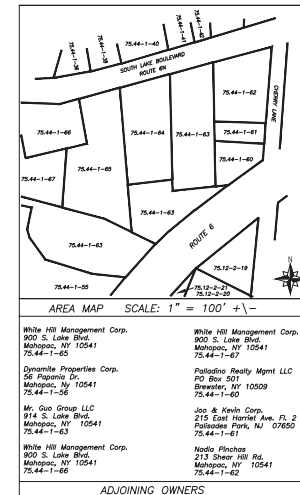 75.44-1-38
75.44-1-39
75.44-1-40
75.44-1-41
75.44-1-42
SOUTH LAKE BOULEVARD
ROUTE 6N
75.44-1-62
CHERRY LANE
75.44-1-66
75.44-1-64
75.44-1-63
75.44-1-61
75.44-1-60
75.44-1-67
75.44-1-65
75.44-1-63
75.44-1-63
ROUTE 6
75.12-2-19
N
75.44-1-55
75.12-2-21
75.12-2-20
AREA MAP SCALE: 1" = 100' +\-
White Hill Management Corp.
900 S. Lake Blvd.
Mahopac, NY 10541
75.44-1-65
Dynamite Properties Corp.
56 Papania Dr.
Mahopac, Ny 10541
75.44-1-56
Mr. Guo Group LLC
914 S. Lake Blvd.
Mahopac, NY 10541
75.44-1-63
White Hill Management Corp.
900 S. Lake Blvd.
Mahopac, NY 10541
75.44-1-66
White Hill Management Corp.
900 S. Lake Blvd.
Mahopac, NY 10541
75.44-1-67
Palladino Realty Mgmt LLC
PO Box 501
Brewster, NY 10509
75.44-1-60
Joo & Kevin Corp.
215 East Harriet Ave. Fl. 2
Palisades Park, NJ 07650
75.44-1-61
Nadia Pinchas
213 Shear Hill Rd.
Mahopac, NY 10541
75.44-1-62
ADJOINING OWNERS